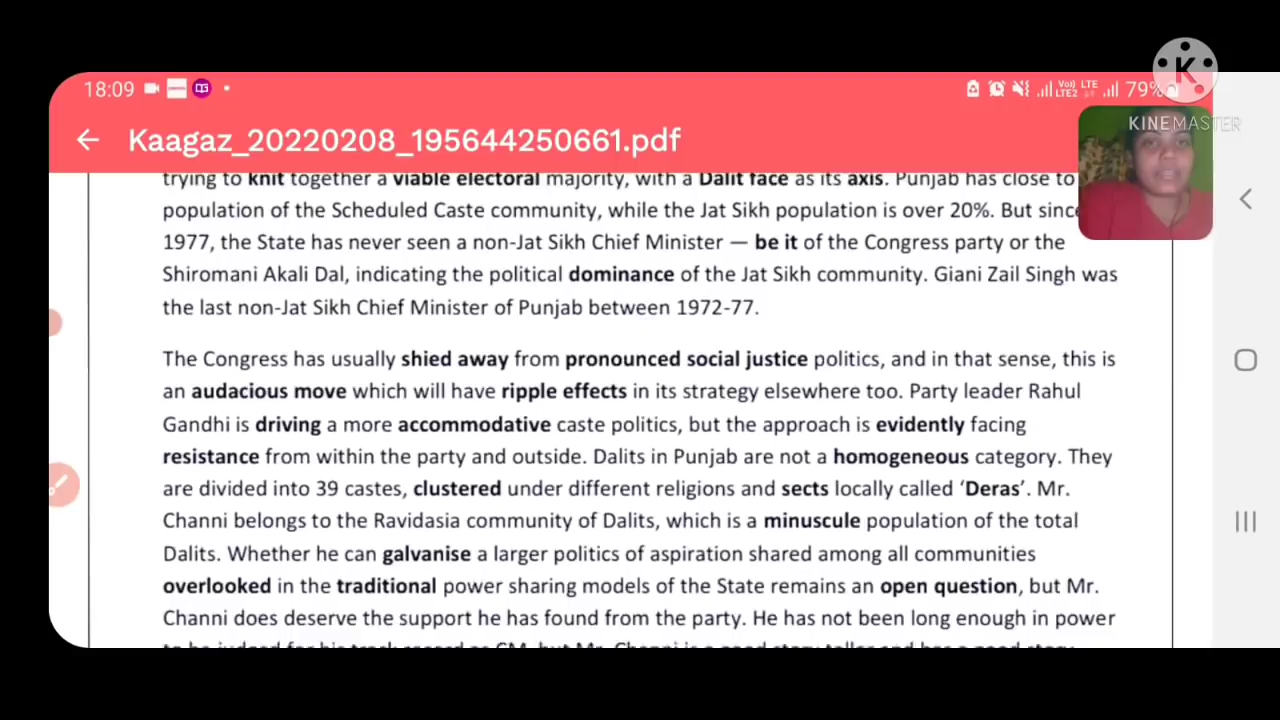 18:09
Vo) LTE
LTE2
79%
K
KINEMASTER
Kaagaz_20220208_195644250661.pdf
trying to knit together a viable electoral majority, with a Dalit face as its axis. Punjab has close to
population of the Scheduled Caste community, while the Jat Sikh population is over 20%. But since
1977, the State has never seen a non-Jat Sikh Chief Minister — be it of the Congress party or the
Shiromani Akali Dal, indicating the political dominance of the Jat Sikh community. Giani Zail Singh was
the last non-Jat Sikh Chief Minister of Punjab between 1972-77.
The Congress has usually shied away from pronounced social justice politics, and in that sense, this is
an audacious move which will have ripple effects in its strategy elsewhere too. Party leader Rahul
Gandhi is driving a more accommodative caste politics, but the approach is evidently facing
resistance from within the party and outside. Dalits in Punjab are not a homogeneous category. They
are divided into 39 castes, clustered under different religions and sects locally called ‘Deras’. Mr.
Channi belongs to the Ravidasia community of Dalits, which is a minuscule population of the total
Dalits. Whether he can galvanise a larger politics of aspiration shared among all communities
overlooked in the traditional power sharing models of the State remains an open question, but Mr.
Channi does deserve the support he has found from the party. He has not been long enough in power